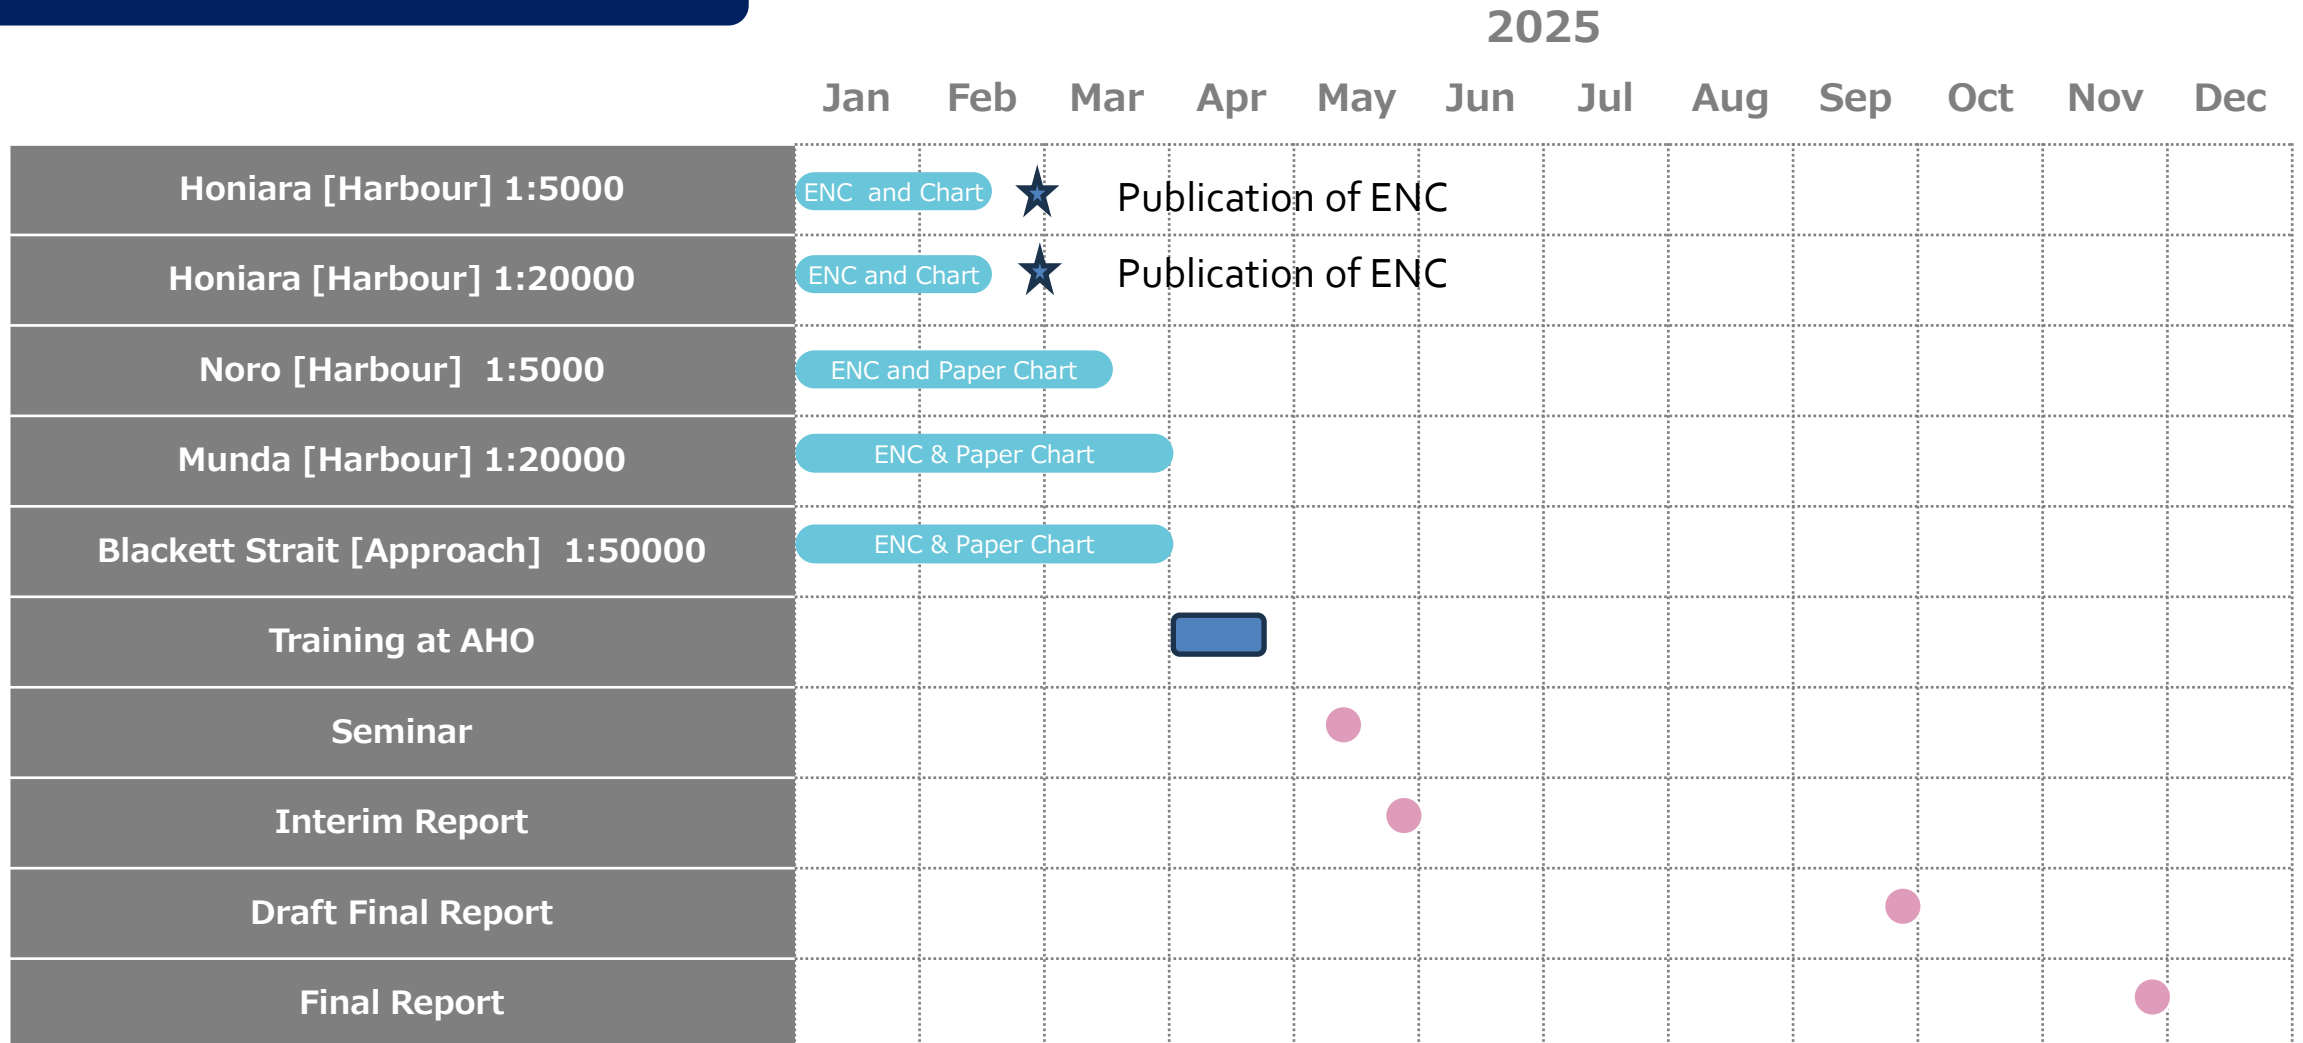 2025
Jan Feb Mar Apr May Jun Jul Aug Sep Oct Nov Dec
Honiara [Harbour] 1:5000
ENC  and Chart
Publication of ENC
Honiara [Harbour] 1:20000
ENC and Chart
Publication of ENC
Noro [Harbour]  1:5000
ENC and Paper Chart
Munda [Harbour] 1:20000
ENC & Paper Chart
Blackett Strait [Approach]  1:50000
ENC & Paper Chart
Training at AHO
Seminar
Interim Report
Draft Final Report
Final Report